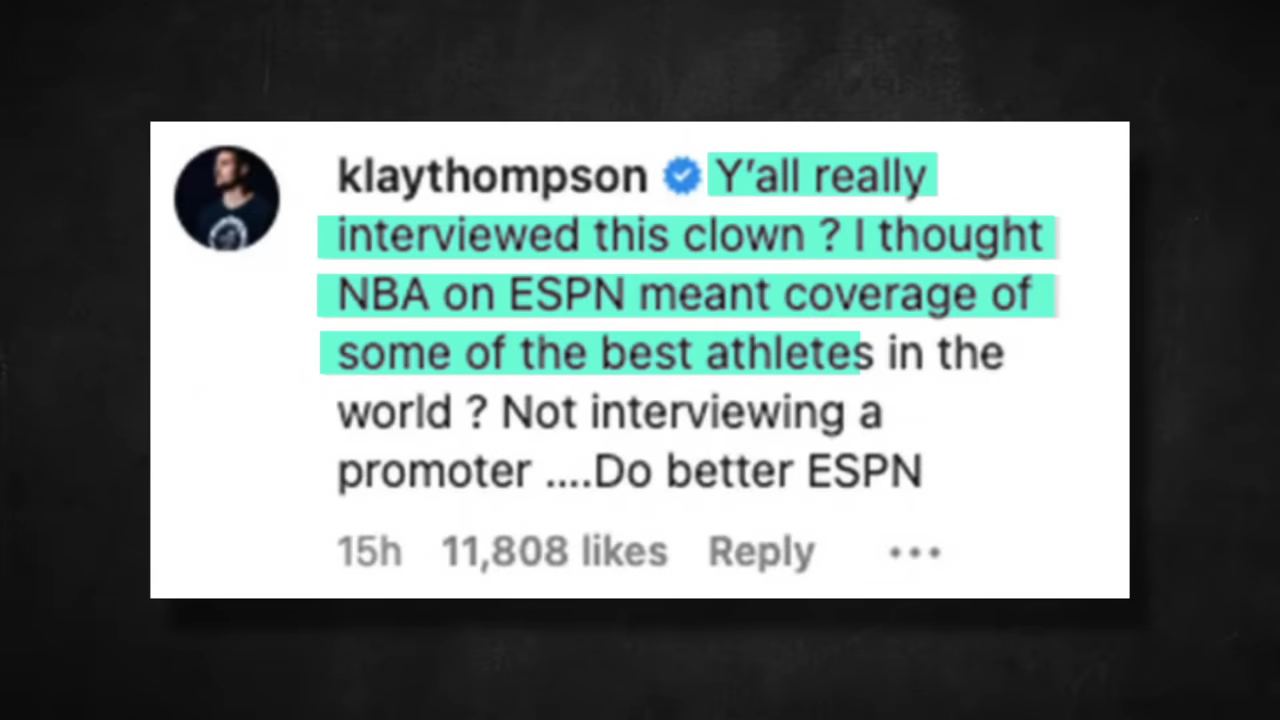 klaythompson Y'all really
interviewed this clown ? I thought
NBA on ESPN meant coverage of
some of the best athletes in the
world ? Not interviewing a
promoter ....Do better ESPN
15h 11,808 likes Reply •••